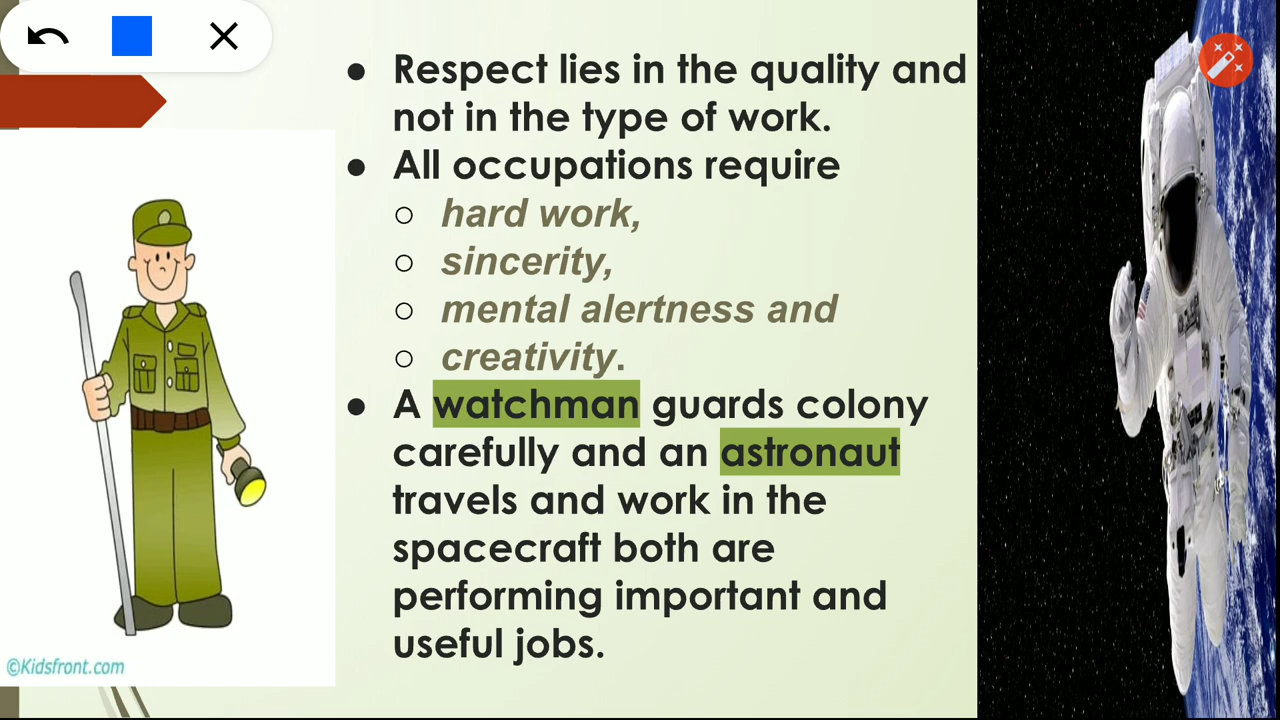 ● Respect lies in the quality and
not in the type of work.
● All occupations require
○ hard work,
○ sincerity,
○ mental alertness and
○ creativity.
● A watchman guards colony
carefully and an astronaut
travels and work in the
spacecraft both are
performing important and
useful jobs.
©Kidsfront.com